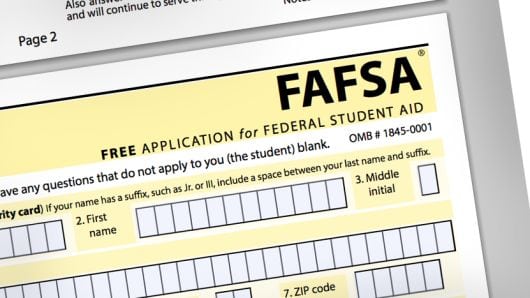 Also answ
and will continue to serve th
Note
Page 2
FAFSA®
FREE APPLICATION for FEDERAL STUDENT AID
OMB # 1845-0001
ave any questions that do not apply to you (the student) blank.
rity card) If your name has a suffix, such as Jr. or III, include a space between your last name and suffix.
2. First
name
3. Middle
initial
7. ZIP code